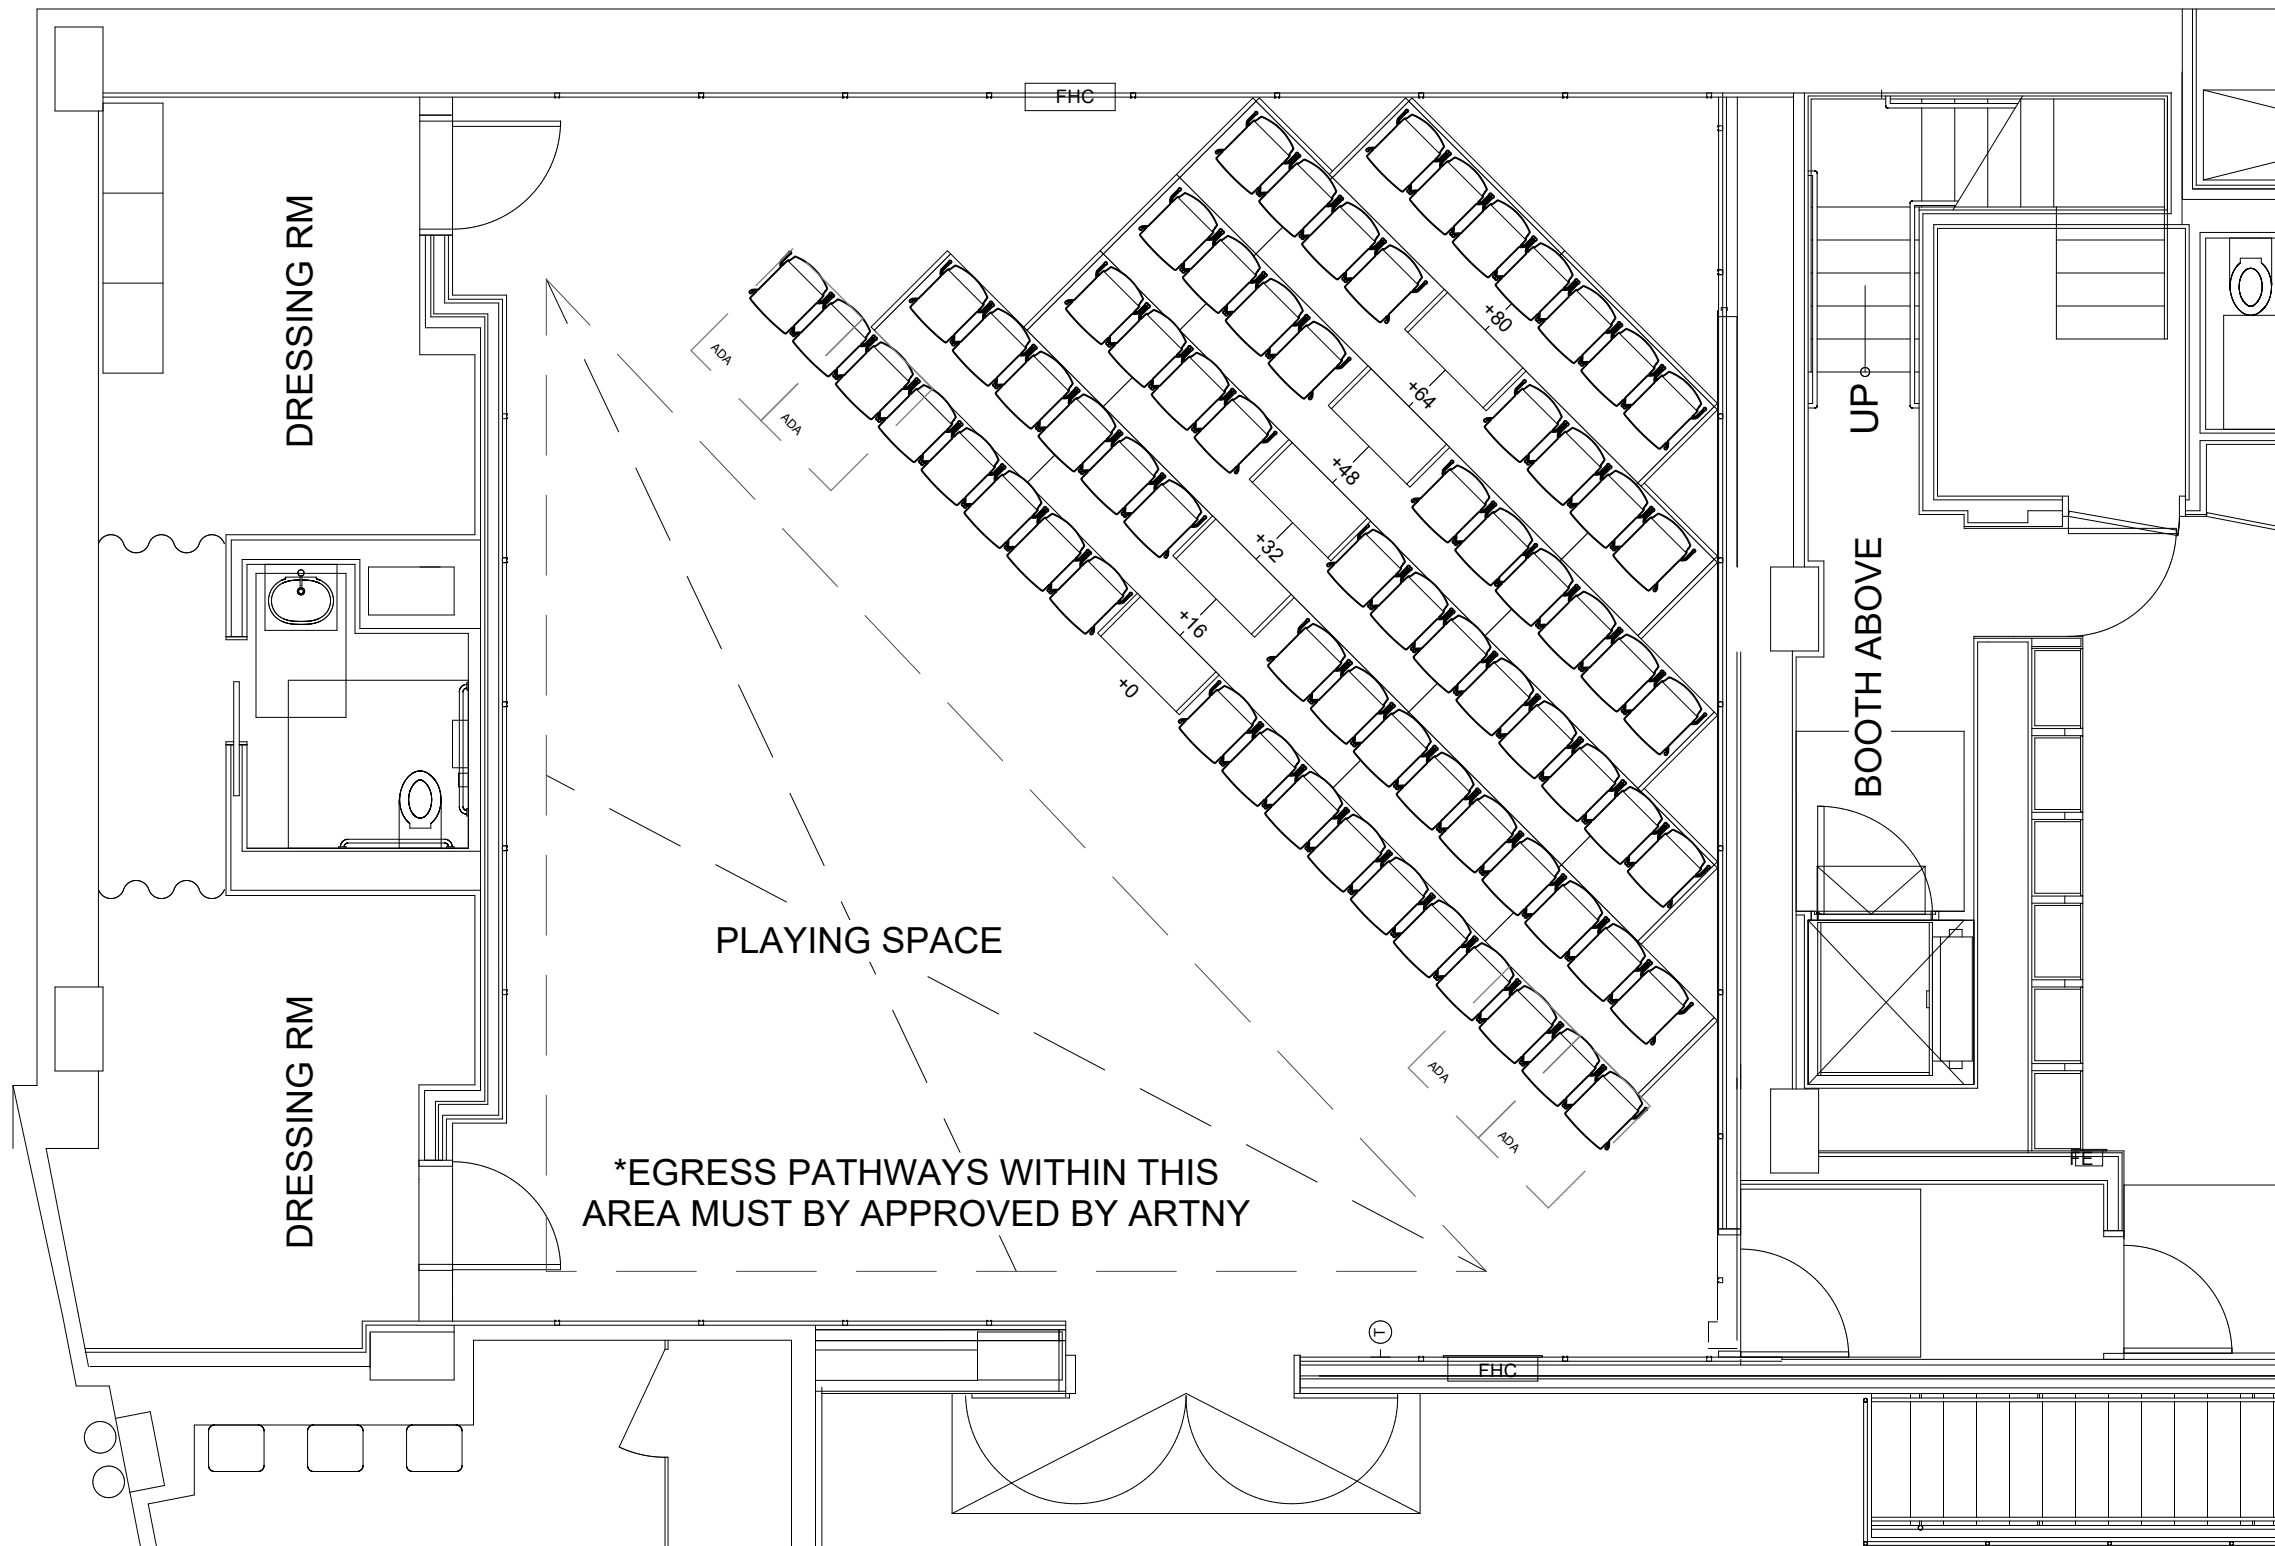 FHC
DRESSING RM
ADA
ADA
+80
+64
+48
+32
+16
+0
UP
BOOTH ABOVE
PLAYING SPACE
DRESSING RM
ADA
ADA
*EGRESS PATHWAYS WITHIN THIS
AREA MUST BY APPROVED BY ARTNY
FE
T
FHC